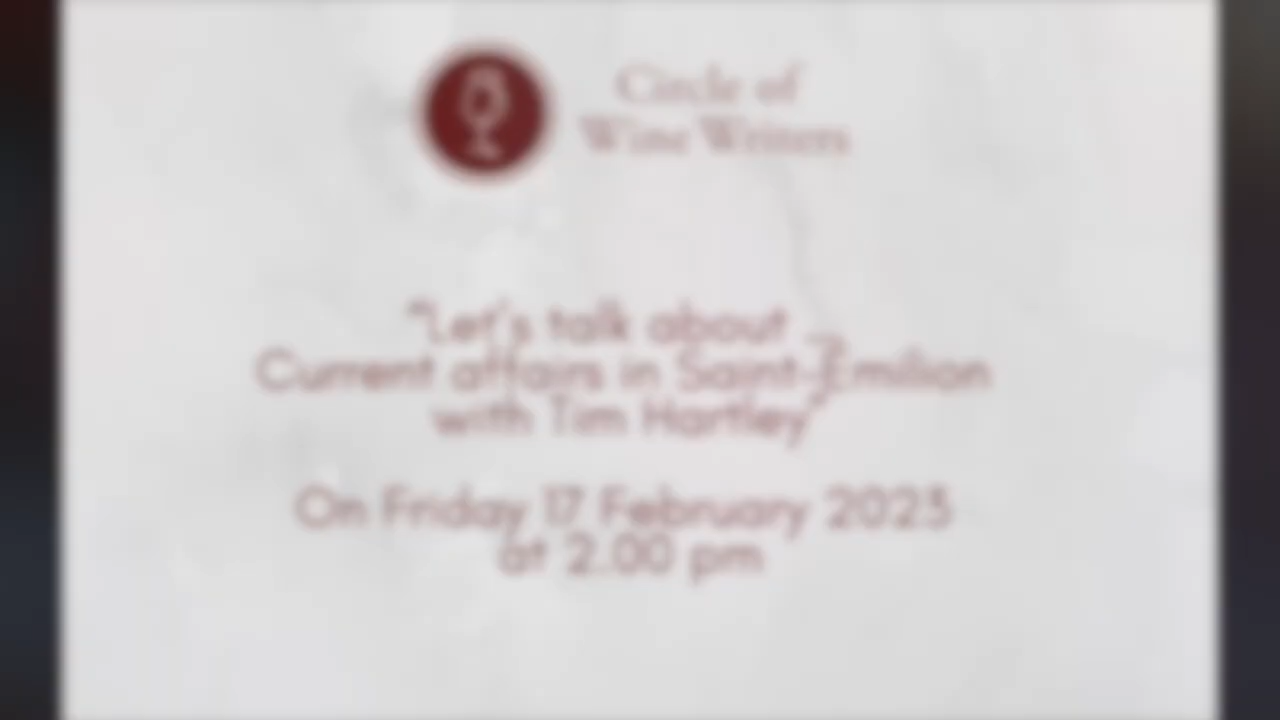 Circle of
Wine Writers
"Let's talk about ...
Current affairs in Saint-Émilion
with Tim Hartley"
On Friday 17 February 2023
at 2.00 pm